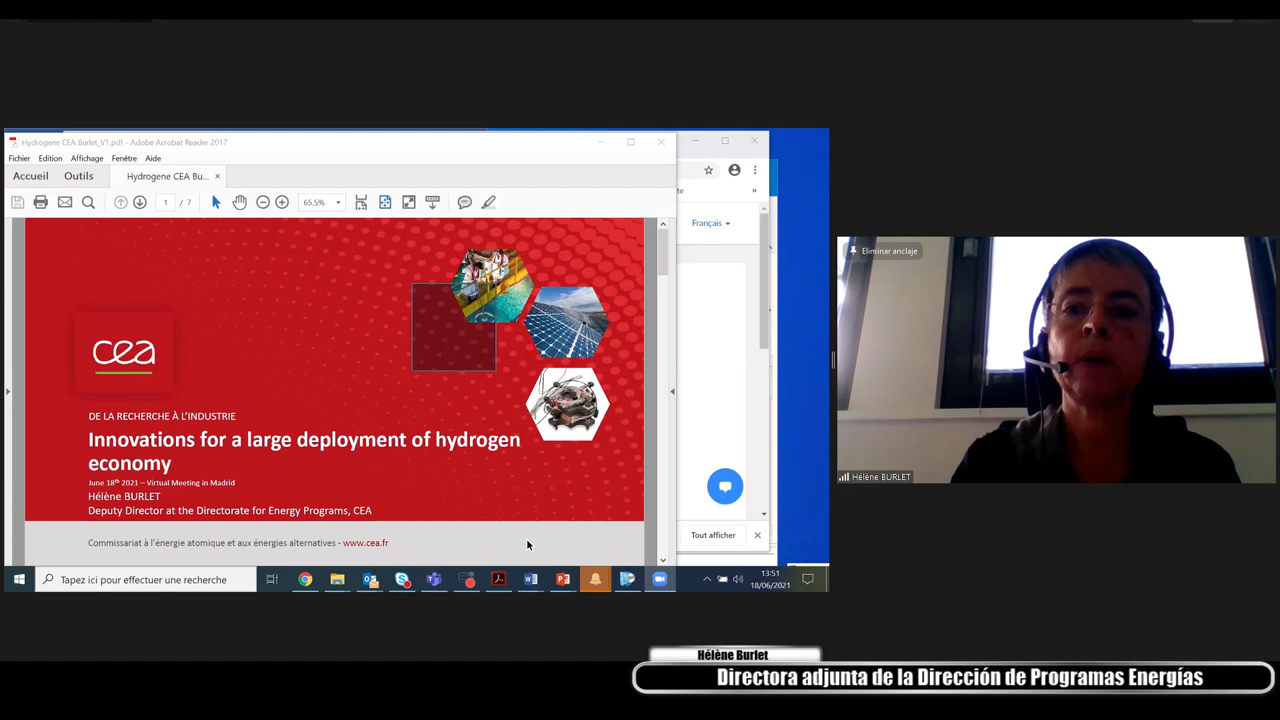 Hydrogene CEA Burlet_V1.pdf - Adobe Acrobat Reader 2017
Fichier Edition Affichage Fenêtre Aide
Accueil Outils Hydrogene CEA Bu... ×
1 / 7 65,5%
te »
Français
cea
DE LA RECHERCHE À L'INDUSTRIE
Innovations for a large deployment of hydrogen
economy
June 18th 2021 – Virtual Meeting in Madrid
Hélène BURLET
Deputy Director at the Directorate for Energy Programs, CEA
Commissariat à l'énergie atomique et aux énergies alternatives - www.cea.fr
Tout afficher
Tapez ici pour effectuer une recherche
13:51
18/06/2021
Eliminar anclaje
Hélène BURLET
Hélène Burlet
Directora adjunta de la Dirección de Programas Energías